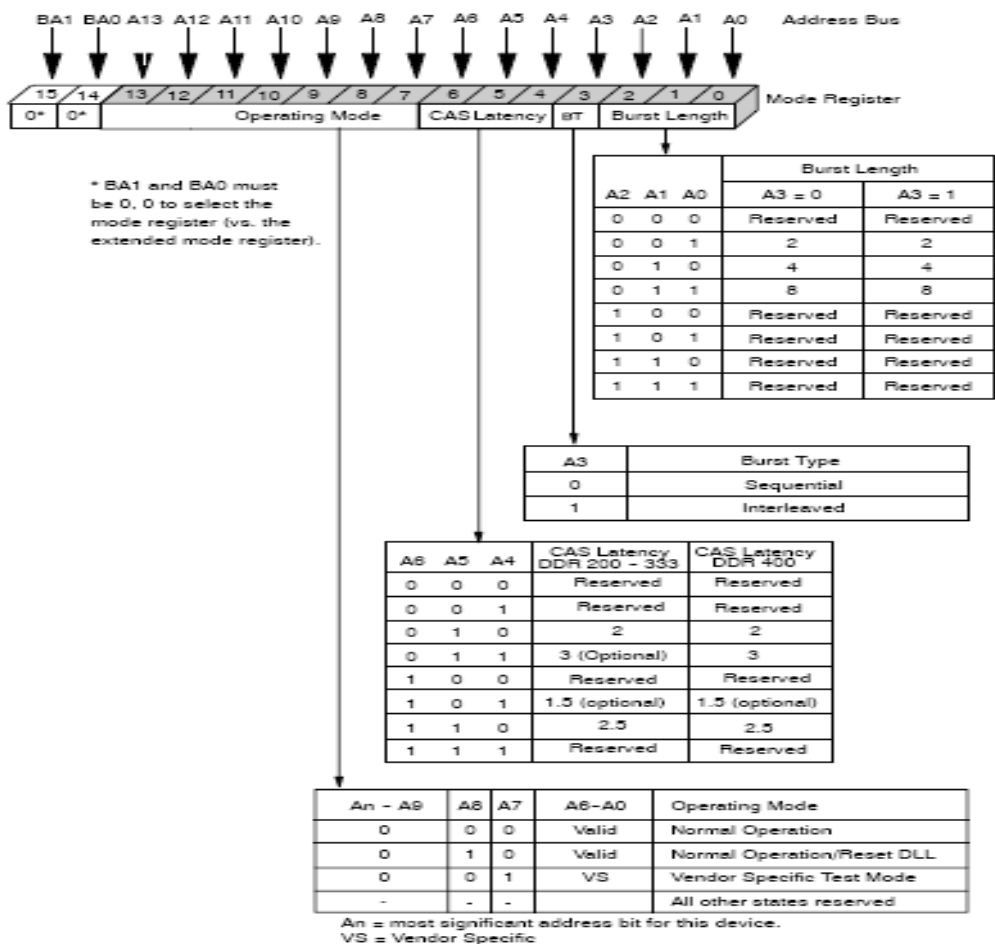 BA1 BA0 A13 A12 A11 A10 A9 A8 A7 A6 A5 A4 A3 A2 A1 A0 Address Bus
15 14 13 12 11 10 9 8 7 6 5 4 3 2 1 0 Mode Register
0* 0* Operating Mode CAS Latency BT Burst Length
* BA1 and BA0 must
be 0, 0 to select the
mode register (vs. the
extended mode register).
Burst Length
A2 A1 A0 A3 = 0 A3 = 1
0 0 0 Reserved Reserved
0 0 1 2 2
0 1 0 4 4
0 1 1 8 8
1 0 0 Reserved Reserved
1 0 1 Reserved Reserved
1 1 0 Reserved Reserved
1 1 1 Reserved Reserved
A3 Burst Type
0 Sequential
1 Interleaved
A6 A5 A4 CAS Latency DDR 200 - 333 CAS Latency DDR 400
0 0 0 Reserved Reserved
0 0 1 Reserved Reserved
0 1 0 2 2
0 1 1 3 (Optional) 3
1 0 0 Reserved Reserved
1 0 1 1.5 (optional) 1.5 (optional)
1 1 0 2.5 2.5
1 1 1 Reserved Reserved
An - A9 A8 A7 A6-A0 Operating Mode
0 0 0 Valid Normal Operation
0 1 0 Valid Normal Operation/Reset DLL
0 0 1 VS Vendor Specific Test Mode
- - - All other states reserved
An = most significant address bit for this device.
VS = Vendor Specific